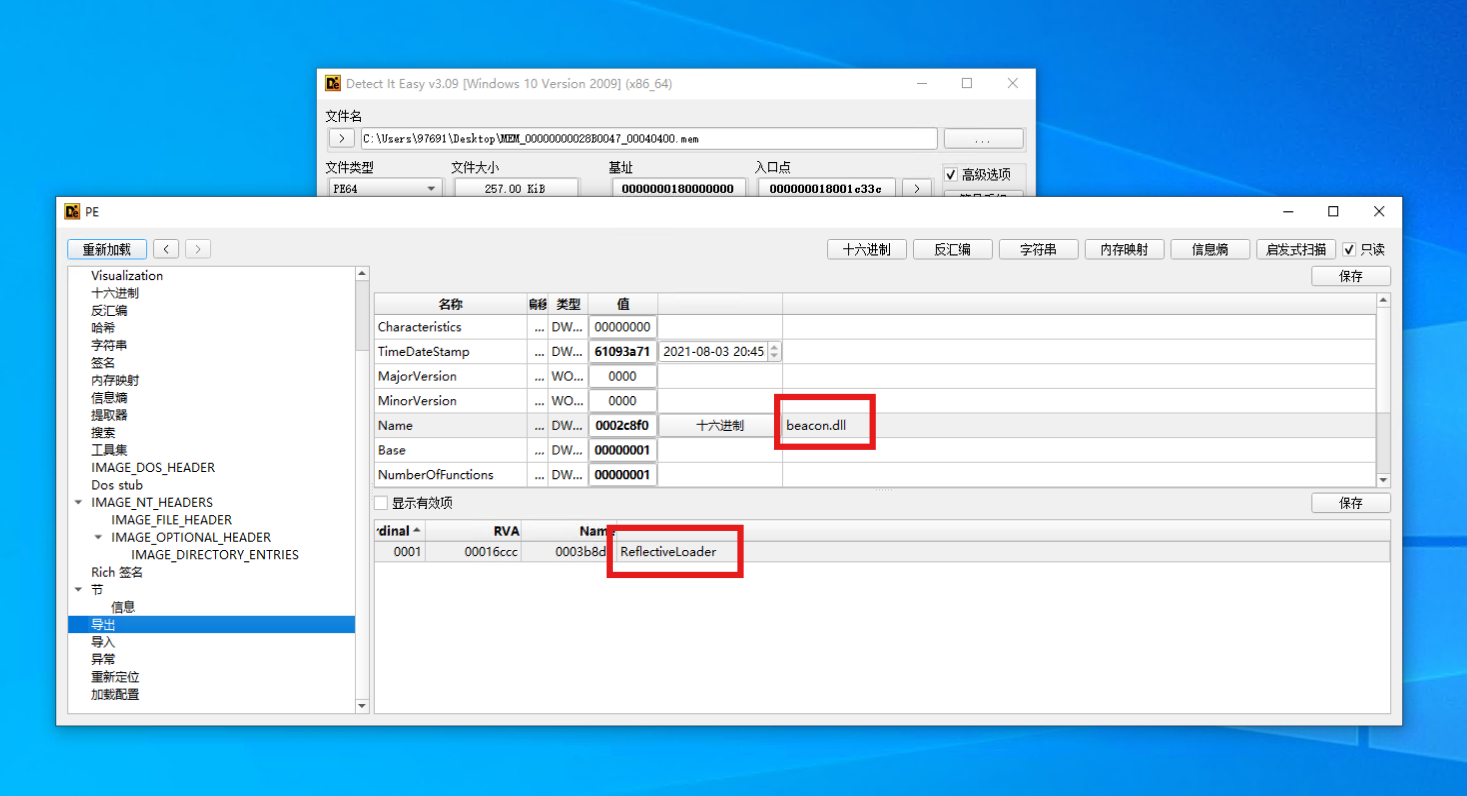 Detect It Easy v3.09 [Windows 10 Version 2009] (x86_64)
文件名
> C:\Users\97691\Desktop\MEM_00000000028B0047_00040400.mem ...
文件类型 文件大小 基址 入口点 高级选项
PE64 257.00 KiB 0000000180000000 000000018001c33c >
PE
重新加载 < > 十六进制 反汇编 字符串 内存映射 信息熵 启发式扫描 只读
保存
Visualization
十六进制
反汇编
哈希
字符串
签名
内存映射
信息熵
提取器
搜索
工具集
IMAGE_DOS_HEADER
Dos stub
IMAGE_NT_HEADERS
IMAGE_FILE_HEADER
IMAGE_OPTIONAL_HEADER
IMAGE_DIRECTORY_ENTRIES
Rich 签名
节
信息
导出
导入
异常
重新定位
加载配置
名称 类型 值
Characteristics ... DW... 00000000
TimeDateStamp ... DW... 61093a71 2021-08-03 20:45
MajorVersion ... WO... 0000
MinorVersion ... WO... 0000
Name ... DW... 0002c8f0 十六进制 beacon.dll
Base ... DW... 00000001
NumberOfFunctions ... DW... 00000001
显示有效项 保存
rdinal RVA Name
0001 00016ccc 0003b8d ReflectiveLoader